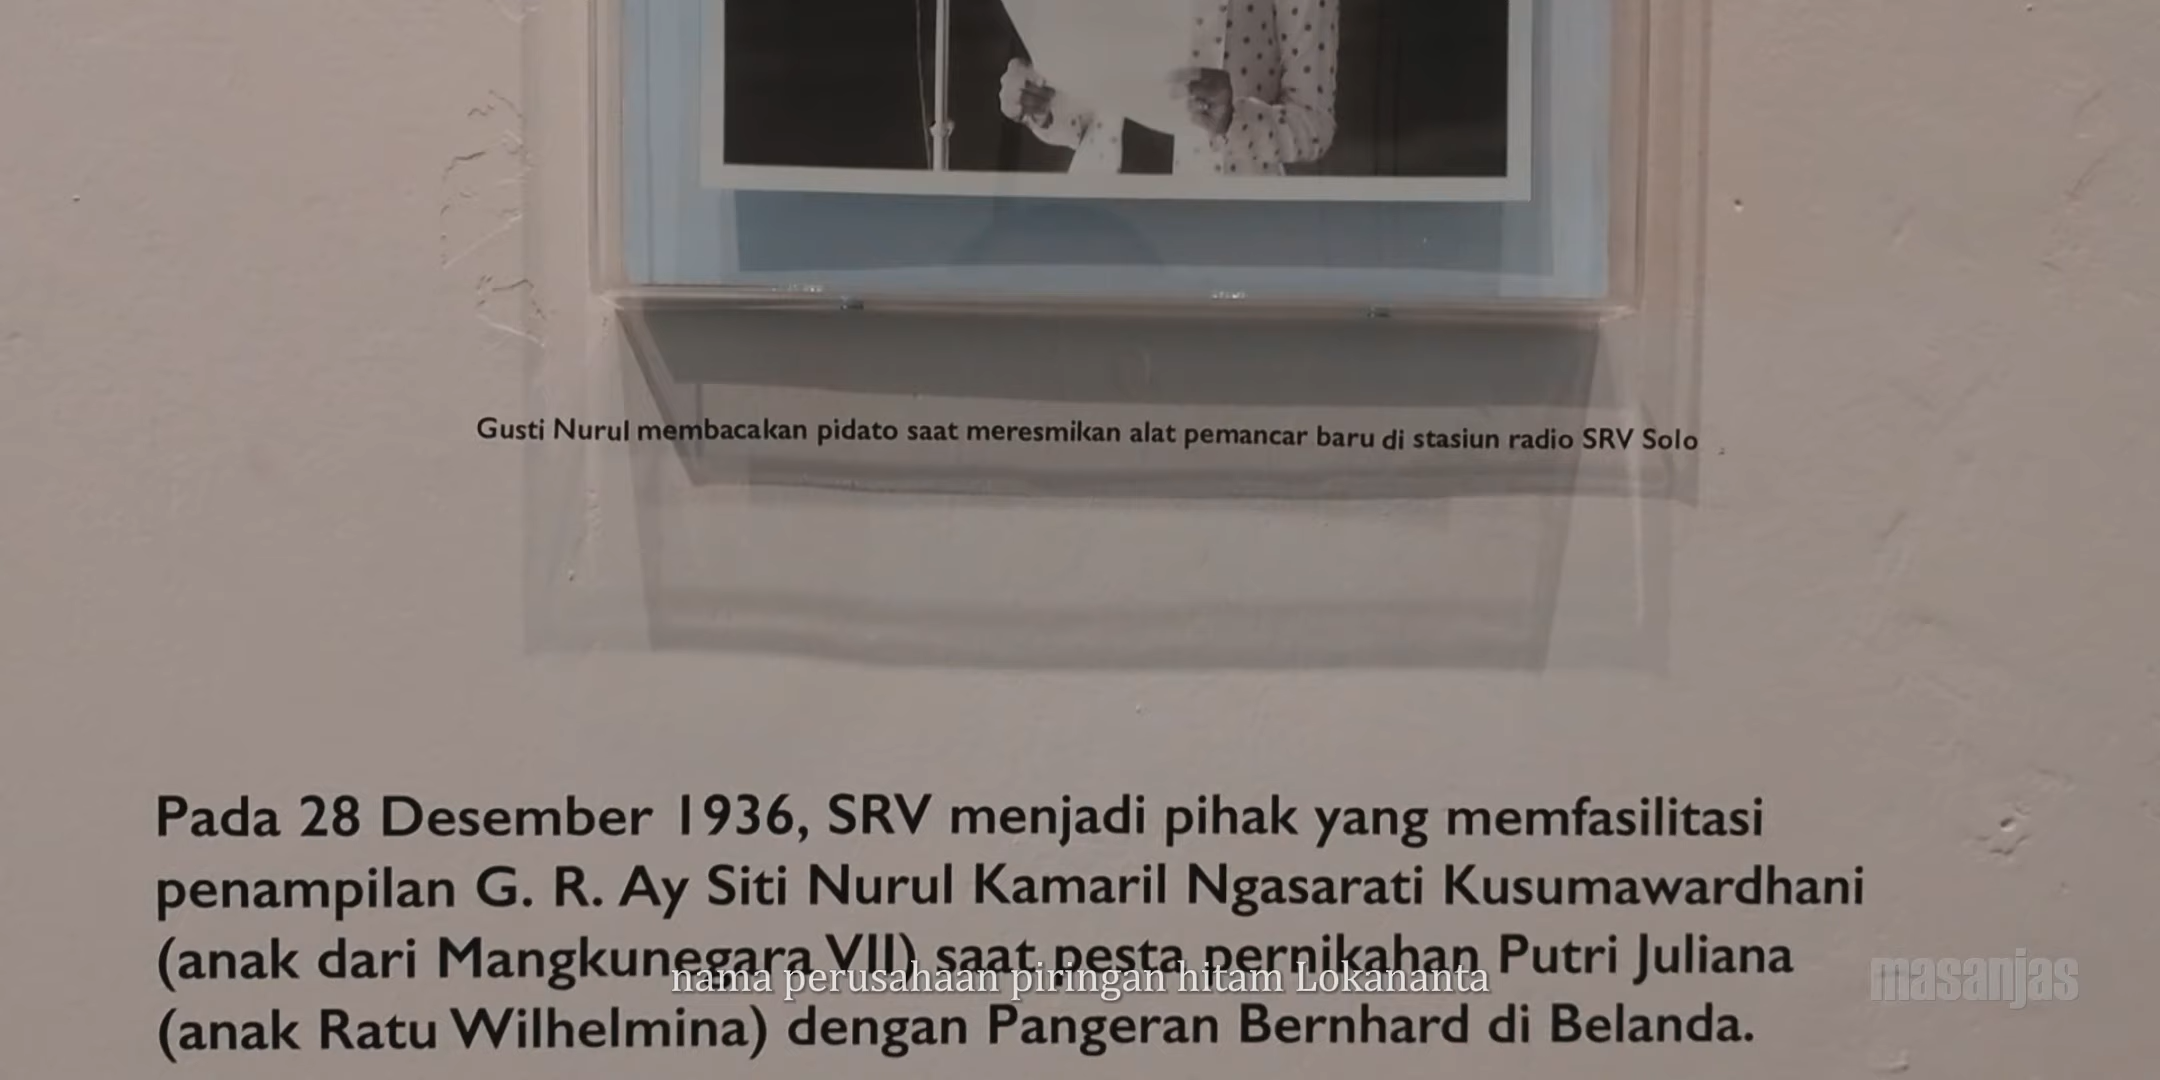 Gusti Nurul membacakan pidato saat meresmikan alat pemancar baru di stasiun radio SRV Solo
Pada 28 Desember 1936, SRV menjadi pihak yang memfasilitasi
penampilan G. R. Ay Siti Nurul Kamaril Ngasarati Kusumawardhani
(anak dari Mangkunegara VII) saat pesta pernikahan Putri Juliana
nama perusahaan piringan hitam Lokananta
masanjas
(anak Ratu Wilhelmina) dengan Pangeran Bernhard di Belanda.